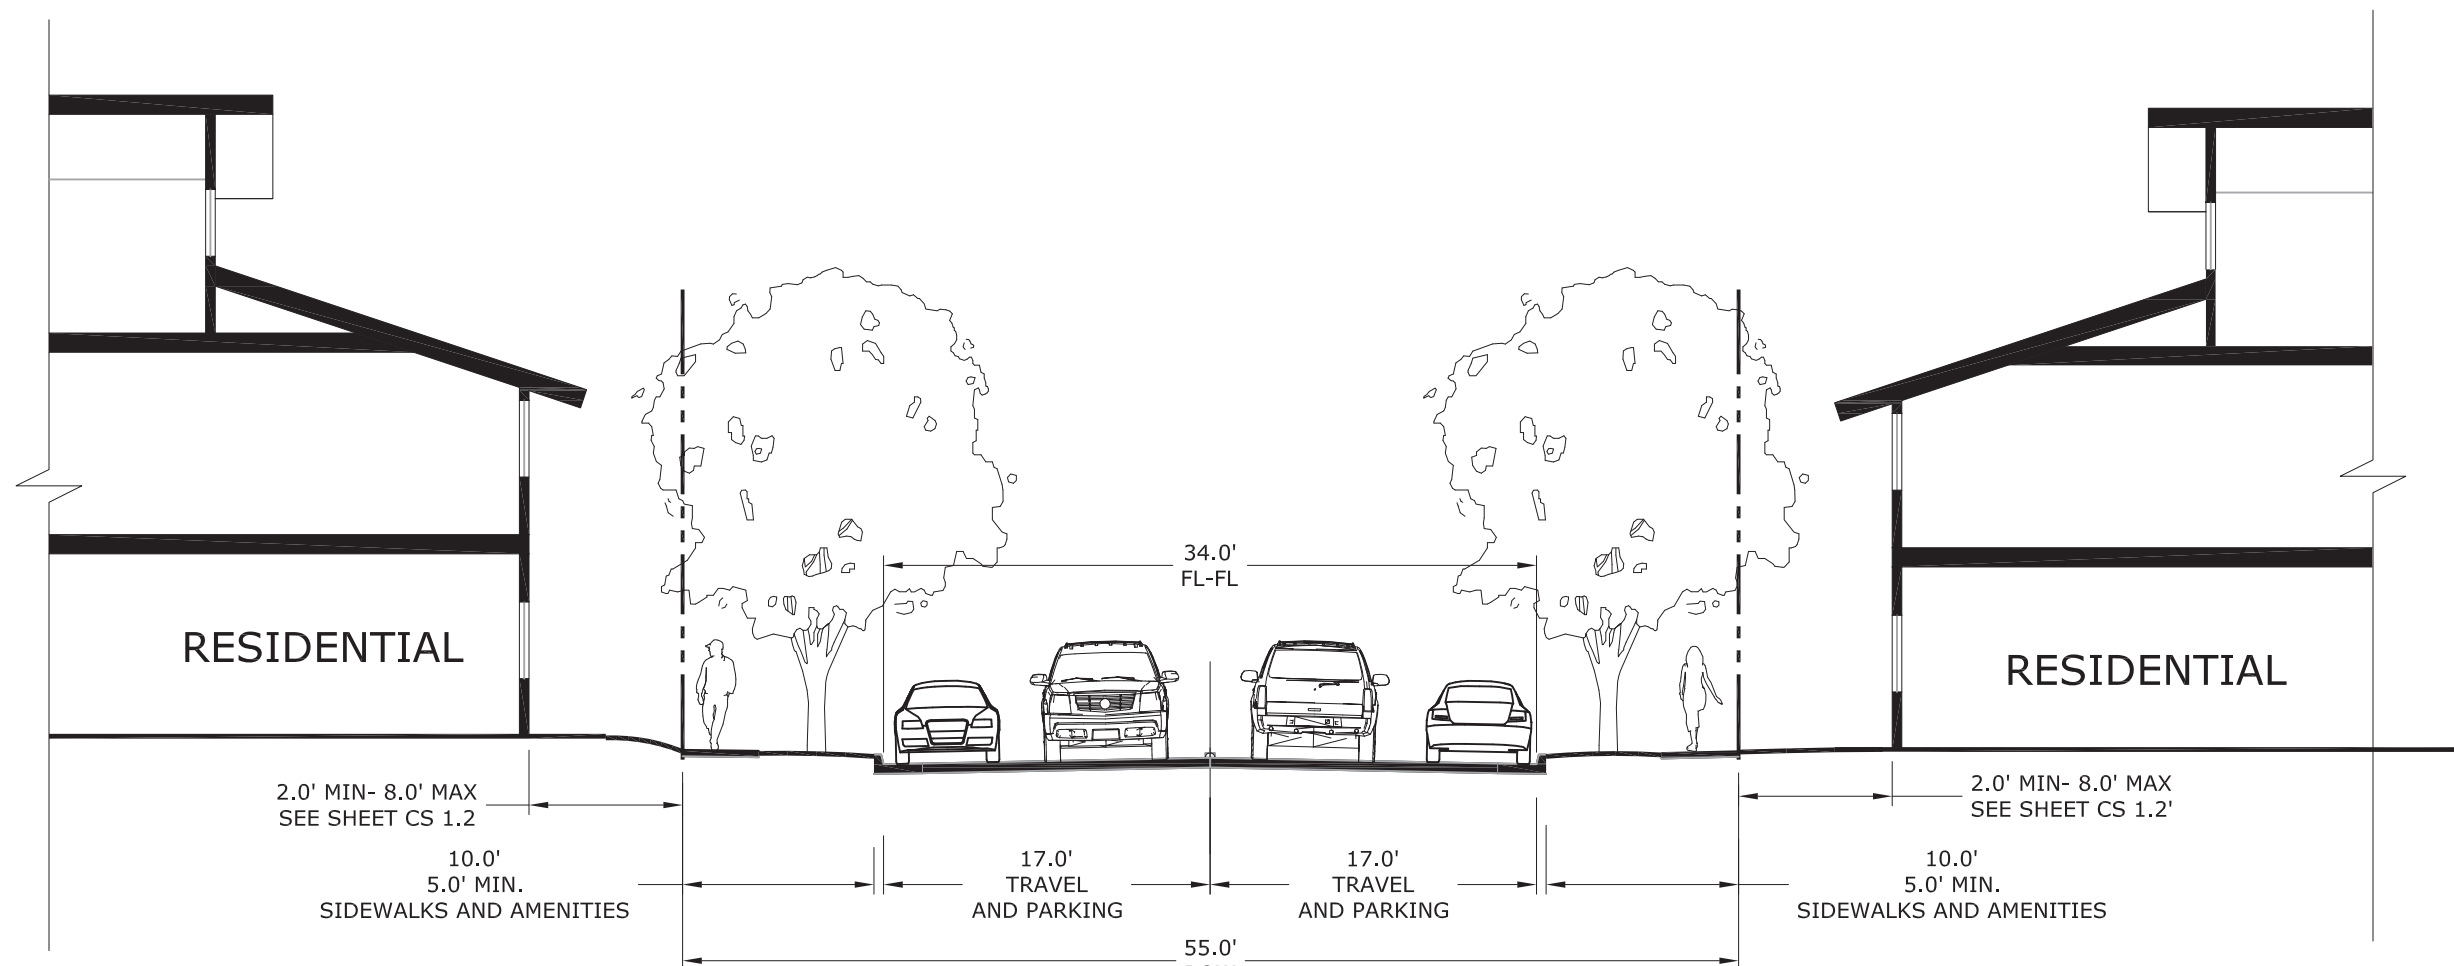 34.0'
FL-FL
RESIDENTIAL
RESIDENTIAL
2.0' MIN- 8.0' MAX
SEE SHEET CS 1.2
2.0' MIN- 8.0' MAX
SEE SHEET CS 1.2'
10.0'
5.0' MIN.
SIDEWALKS AND AMENITIES
17.0'
TRAVEL
AND PARKING
17.0'
TRAVEL
AND PARKING
10.0'
5.0' MIN.
SIDEWALKS AND AMENITIES
55.0'